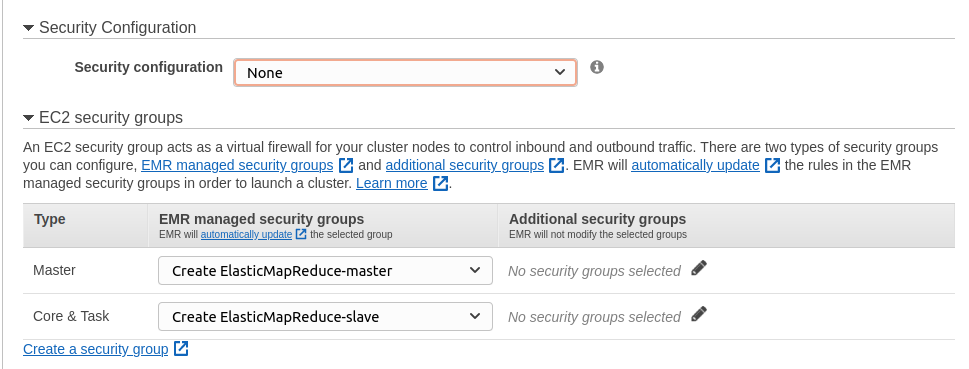 Security Configuration
Security configuration None
EC2 security groups
An EC2 security group acts as a virtual firewall for your cluster nodes to control inbound and outbound traffic. There are two types of security groups
you can configure, EMR managed security groups and additional security groups. EMR will automatically update the rules in the EMR
managed security groups in order to launch a cluster. Learn more.
Type EMR managed security groups Additional security groups
EMR will automatically update the selected group EMR will not modify the selected groups
Master Create ElasticMapReduce-master No security groups selected
Core & Task Create ElasticMapReduce-slave No security groups selected
Create a security group